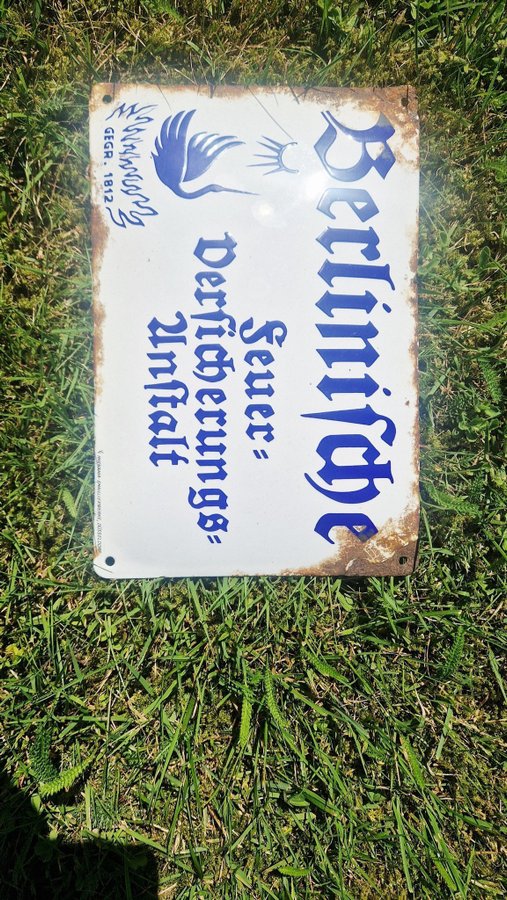 Berliniſche
Feuer=
Verſicherungs=
Anſtalt
GEGR. 1812